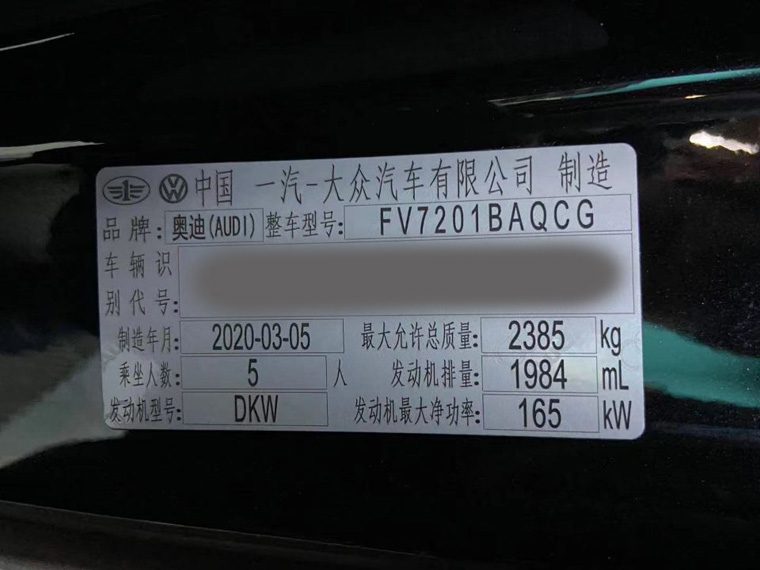 中国 一汽-大众汽车有限公司 制造
品牌: 奥迪(AUDI) 整车型号: FV7201BAQCG
车辆识
别代号:
制造年月: 2020-03-05 最大允许总质量: 2385 kg
乘坐人数: 5 人 发动机排量: 1984 mL
发动机型号: DKW 发动机最大净功率: 165 kW